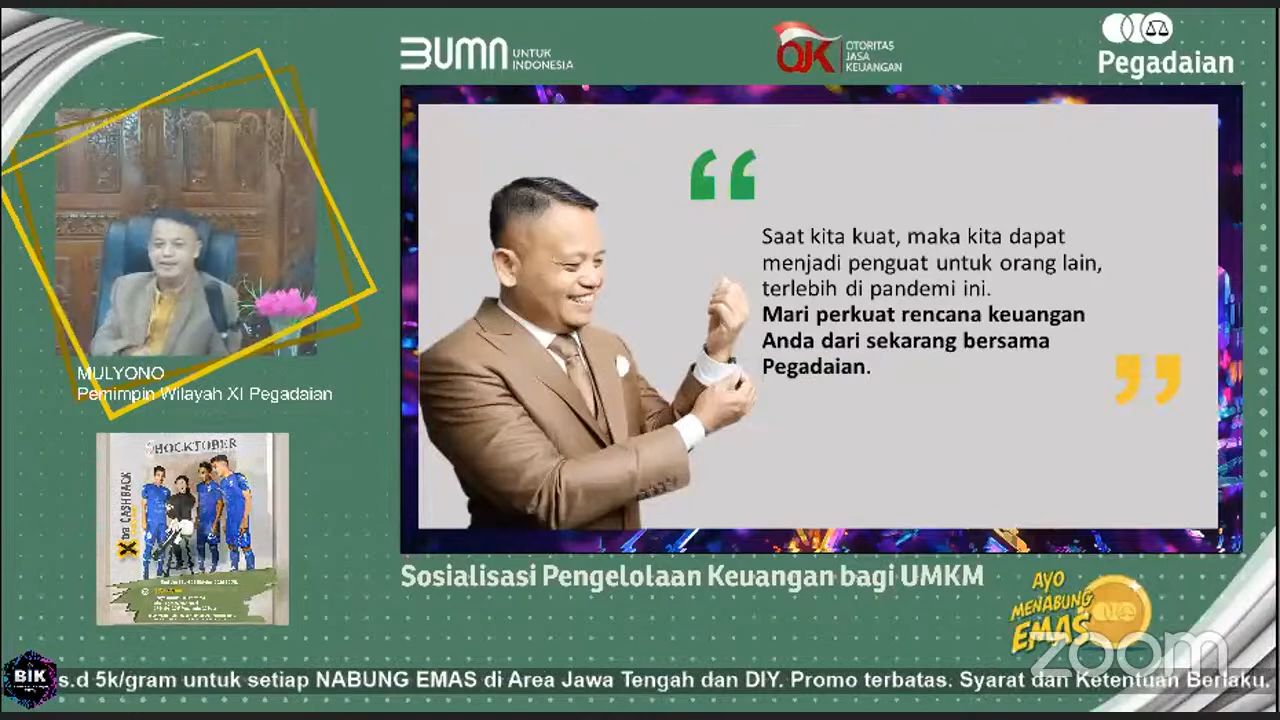 BUMN UNTUK INDONESIA
OJK OTORITAS JASA KEUANGAN
Pegadaian
Saat kita kuat, maka kita dapat
menjadi penguat untuk orang lain,
terlebih di pandemi ini.
Mari perkuat rencana keuangan
Anda dari sekarang bersama
Pegadaian.
MULYONO
Pemimpin Wilayah XI Pegadaian
SHOCKTOBER
CASHBACK
Sosialisasi Pengelolaan Keuangan bagi UMKM
AYO
MENABUNG
EMAS
zoom
BIK
s.d 5k/gram untuk setiap NABUNG EMAS di Area Jawa Tengah dan DIY. Promo terbatas. Syarat dan Ketentuan Berlaku.